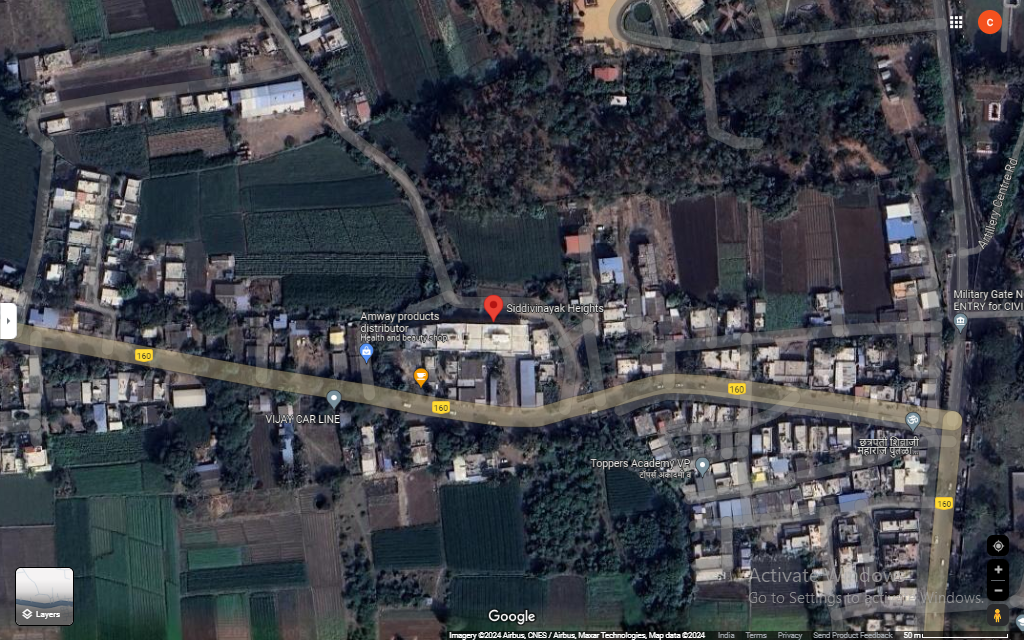 C
Artillery Centre Rd
Military Gate N
ENTRY for CIVI
Siddivinayak Heights
Amway products
distributor
Health and beauty shop
160
160
160
VIJAY CAR LINE
छत्रपती शिवाजी
महाराज पुतळा...
Toppers Academy VP
टॉपर्स अकादमी व
160
Activate Windows
Go to Settings to activate Windows.
Layers
Google
Imagery ©2024 Airbus, CNES / Airbus, Maxar Technologies, Map data ©2024 India Terms Privacy Send Product Feedback 50 m